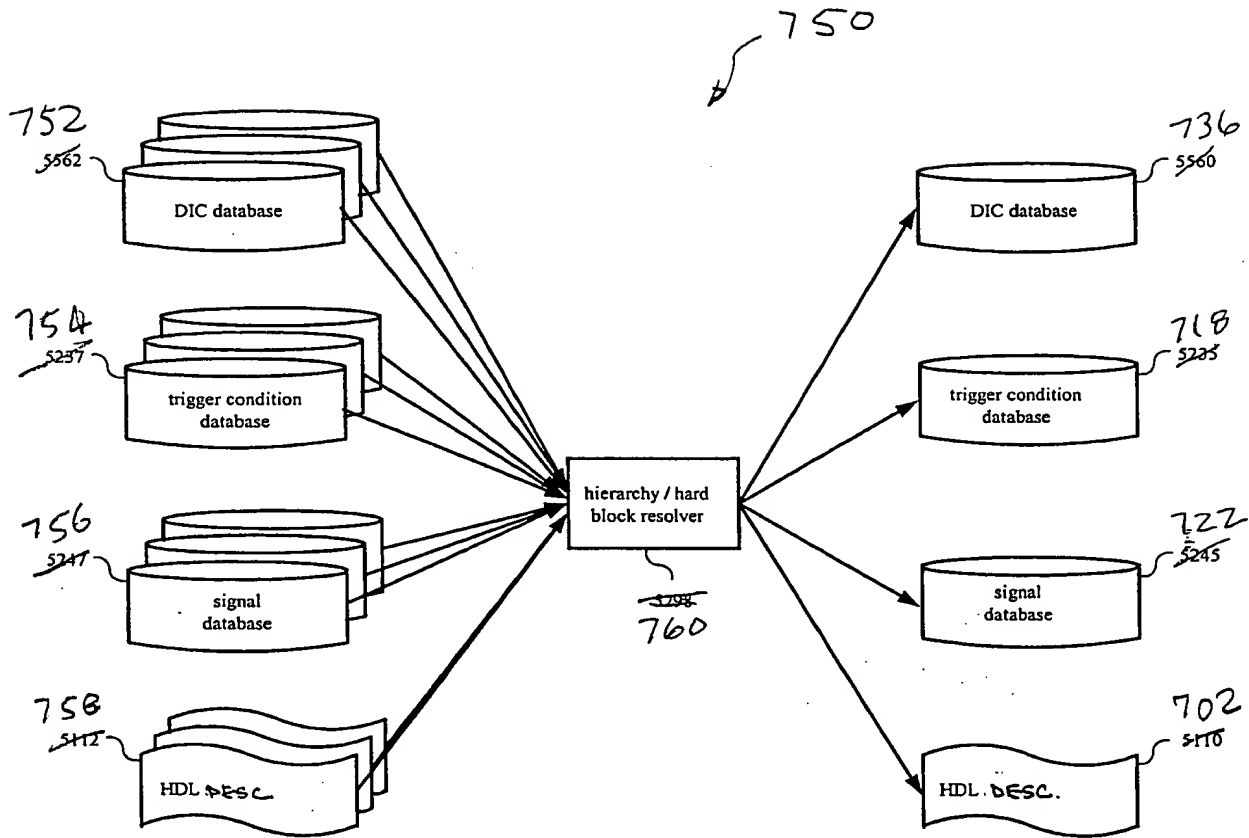 750
752
5562
DIC database
736
5560
DIC database
754
5237
trigger condition
database
718
5235
trigger condition
database
hierarchy / hard
block resolver
756
5247
signal
database
722
5245
signal
database
5298
760
758
5112
HDL DESC.
702
5110
HDL DESC.